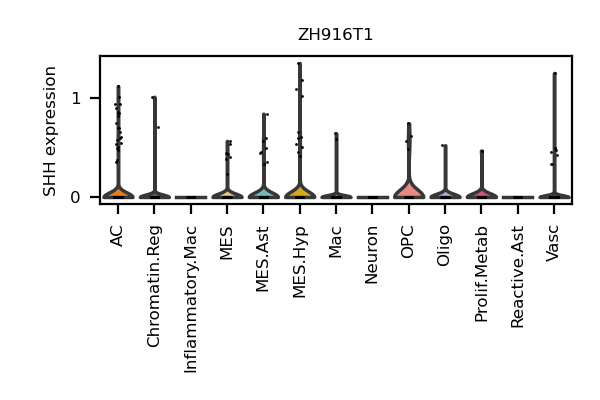 ZH916T1
SHH expression
1
0
AC
Chromatin.Reg
Inflammatory.Mac
MES
MES.Ast
MES.Hyp
Mac
Neuron
OPC
Oligo
Prolif.Metab
Reactive.Ast
Vasc